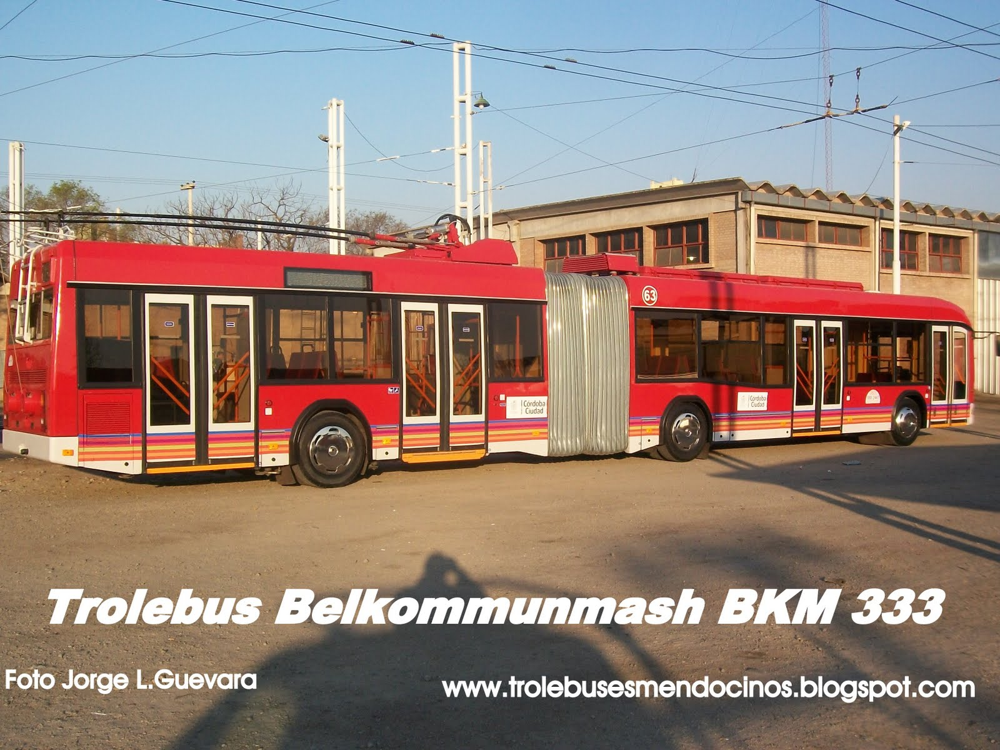 63
Córdoba
Ciudad
Córdoba
Ciudad
Trolebus Belkommunmash BKM 333
Foto Jorge L.Guevara
www.trolebusesmendocinos.blogspot.com